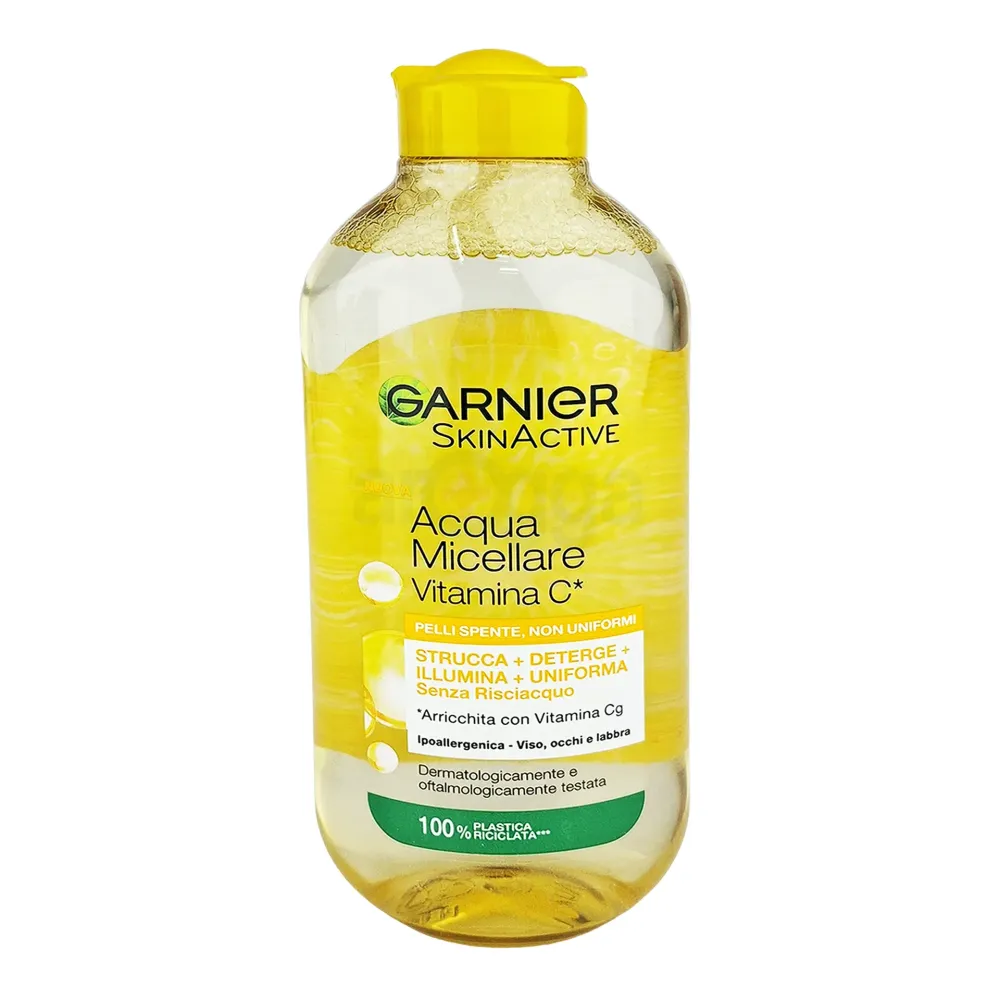 GARNIER
SKINACTIVE
Acqua
Micellare
Vitamina C*
PELLI SPENTE, NON UNIFORMI
STRUCCA + DETERGE +
ILLUMINA + UNIFORMA
Senza Risciacquo
*Arricchita con Vitamina Cg
Ipoallergenica - Viso, occhi e labbra
Dermatologicamente e
oftalmologicamente testata
100% PLASTICA
RICICLATA***